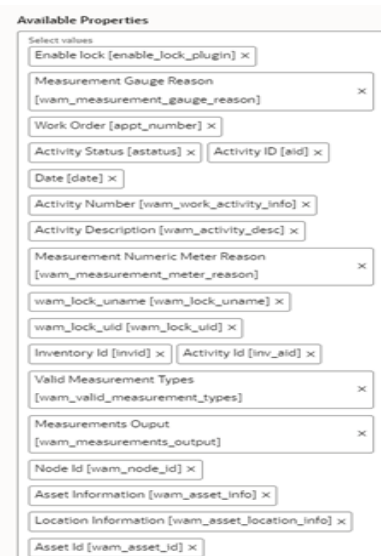 Available Properties
Select values
Enable lock [enable_lock_plugin] ×
Measurement Gauge Reason
[wam_measurement_gauge_reason] ×
Work Order [appt_number] ×
Activity Status [astatus] × Activity ID [aid] ×
Date [date] ×
Activity Number [wam_work_activity_info] ×
Activity Description [wam_activity_desc] ×
Measurement Numeric Meter Reason
[wam_measurement_meter_reason] ×
wam_lock_uname [wam_lock_uname] ×
wam_lock_uid [wam_lock_uid] ×
Inventory Id [invid] × Activity Id [inv_aid] ×
Valid Measurement Types
[wam_valid_measurement_types] ×
Measurements Ouput
[wam_measurements_output] ×
Node Id [wam_node_id] ×
Asset Information [wam_asset_info] ×
Location Information [wam_asset_location_info] ×
Asset Id [wam_asset_id] ×